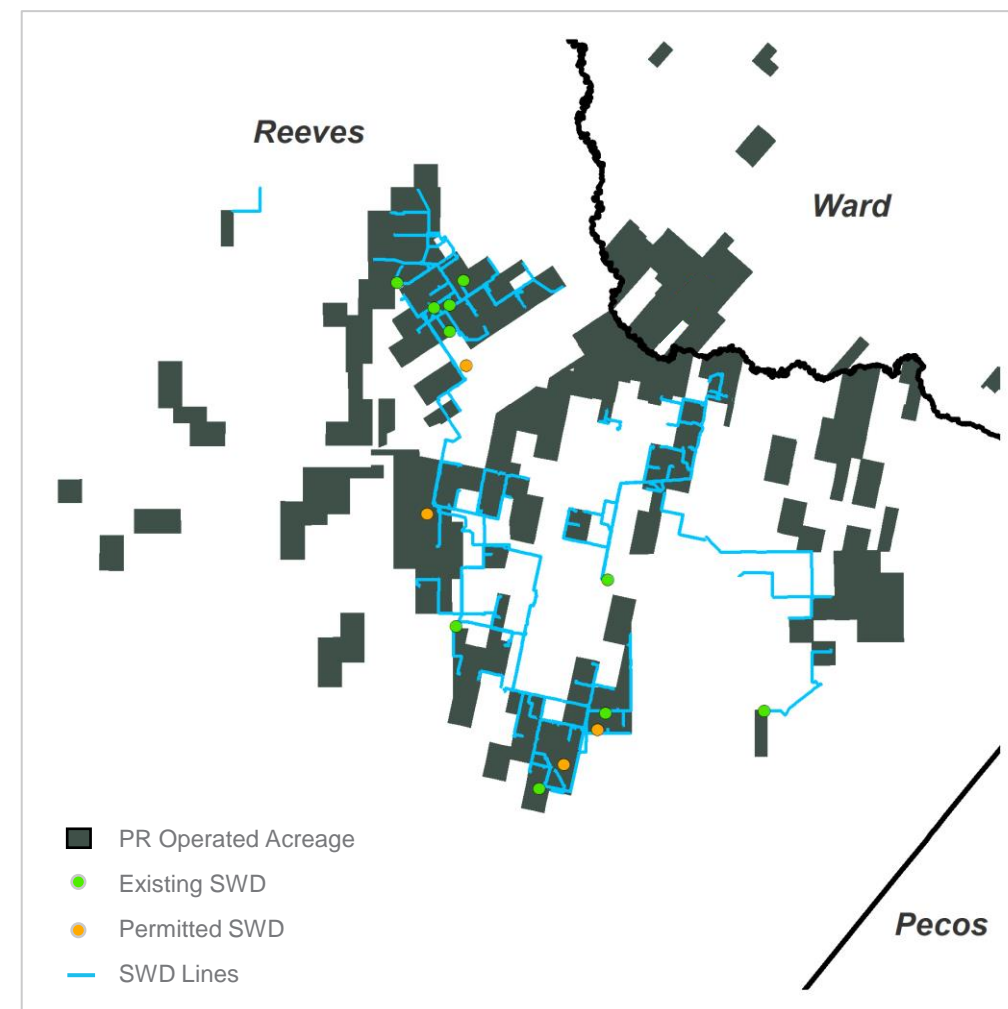 Reeves
Ward
PR Operated Acreage
Existing SWD
Permitted SWD
Pecos
SWD Lines